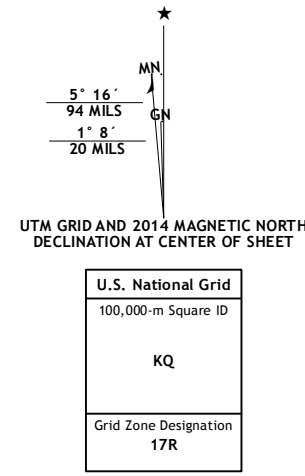 MN
5° 16´
94 MILS
GN
1° 8´
20 MILS
UTM GRID AND 2014 MAGNETIC NORTH
DECLINATION AT CENTER OF SHEET
U.S. National Grid
100,000-m Square ID
KQ
Grid Zone Designation
17R